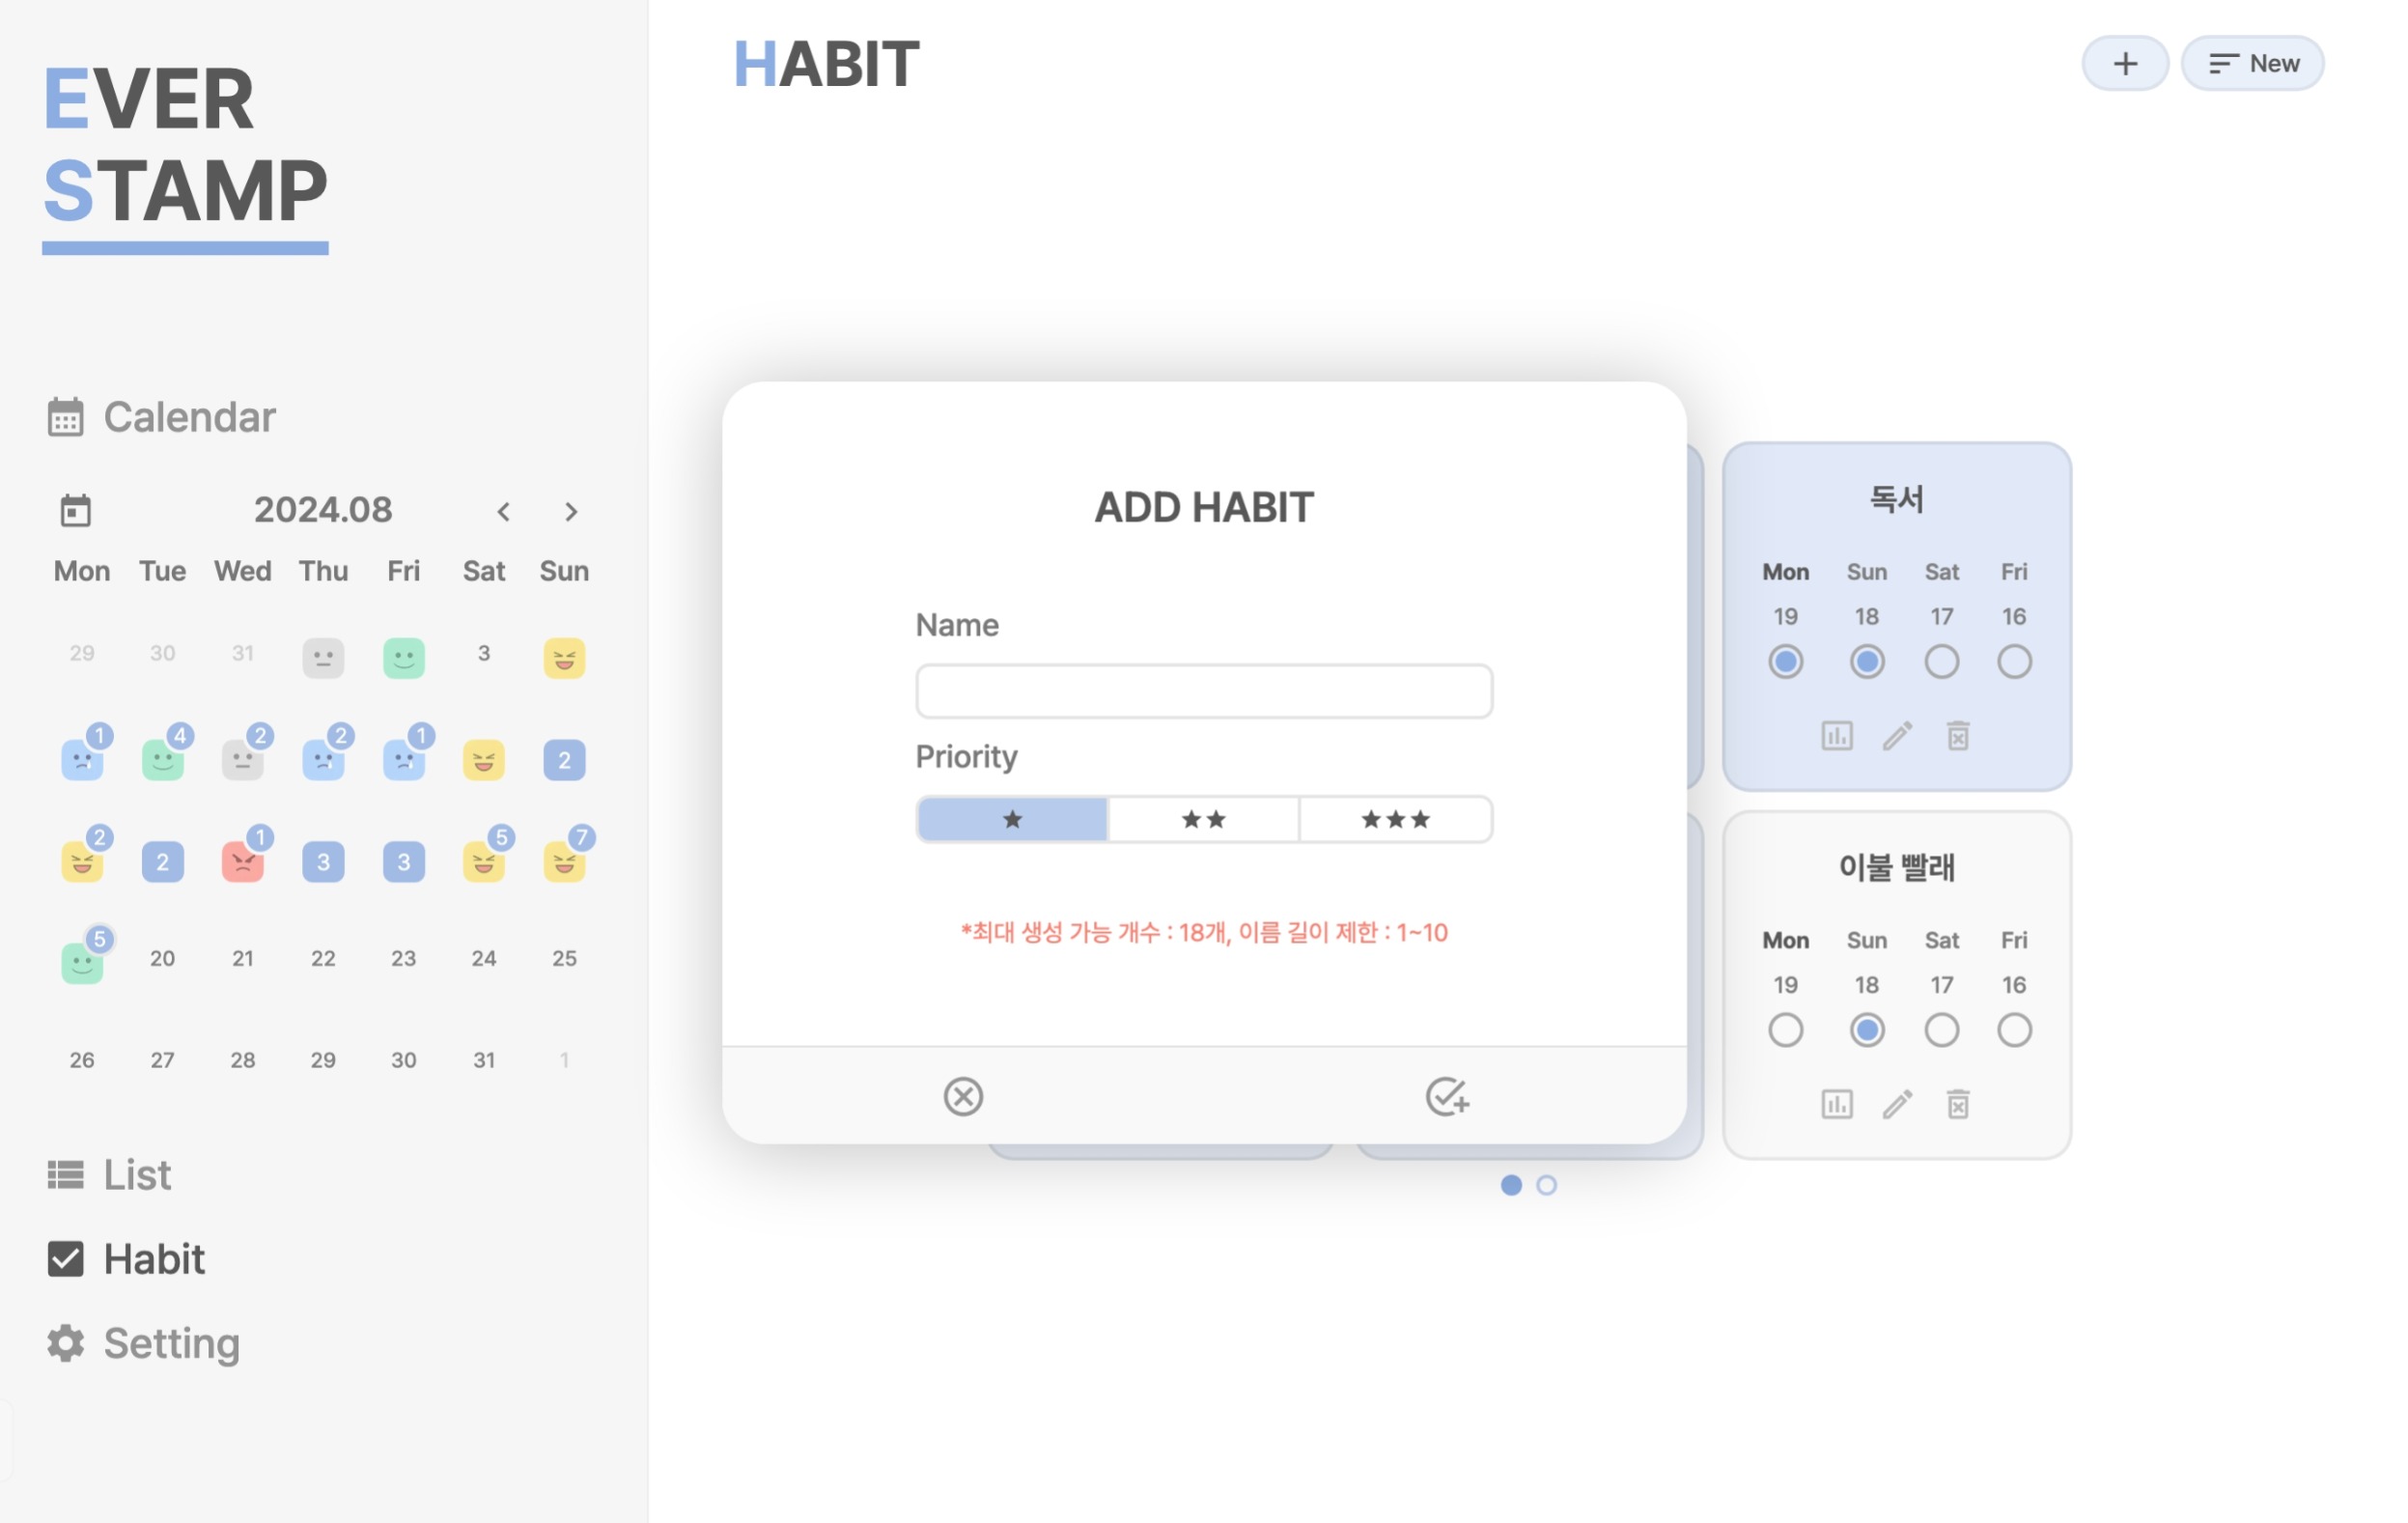 EVER
STAMP
Calendar
2024.08
Mon Tue Wed Thu Fri Sat Sun
29 30 31 3
1 4 2 2 1 2
2 2 1 3 3 5 7
5 20 21 22 23 24 25
26 27 28 29 30 31 1
List
Habit
Setting
HABIT
+ New
ADD HABIT
Name
Priority
★ ★★ ★★★
*최대 생성 가능 개수 : 18개, 이름 길이 제한 : 1~10
독서
Mon Sun Sat Fri
19 18 17 16
이불 빨래
Mon Sun Sat Fri
19 18 17 16